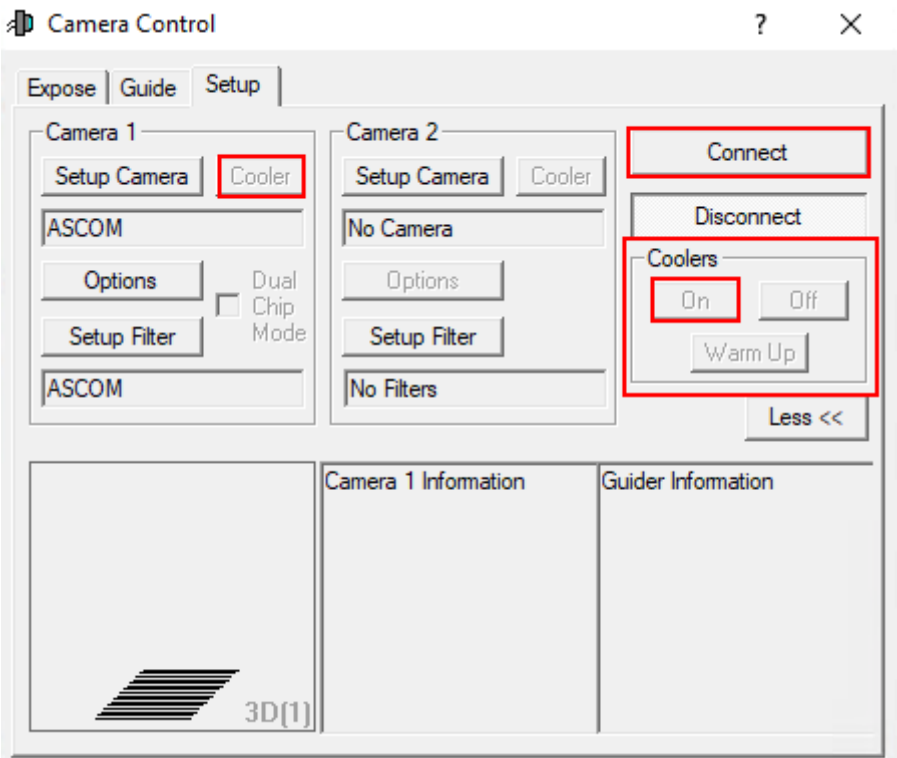 Camera Control
Expose Guide Setup
Camera 1
Setup Camera Cooler
ASCOM
Options
Dual
Chip
Mode
Setup Filter
ASCOM
Camera 2
Setup Camera Cooler
No Camera
Options
Setup Filter
No Filters
Connect
Disconnect
Coolers
On Off
Warm Up
Less <<
3D(1)
Camera 1 Information
Guider Information